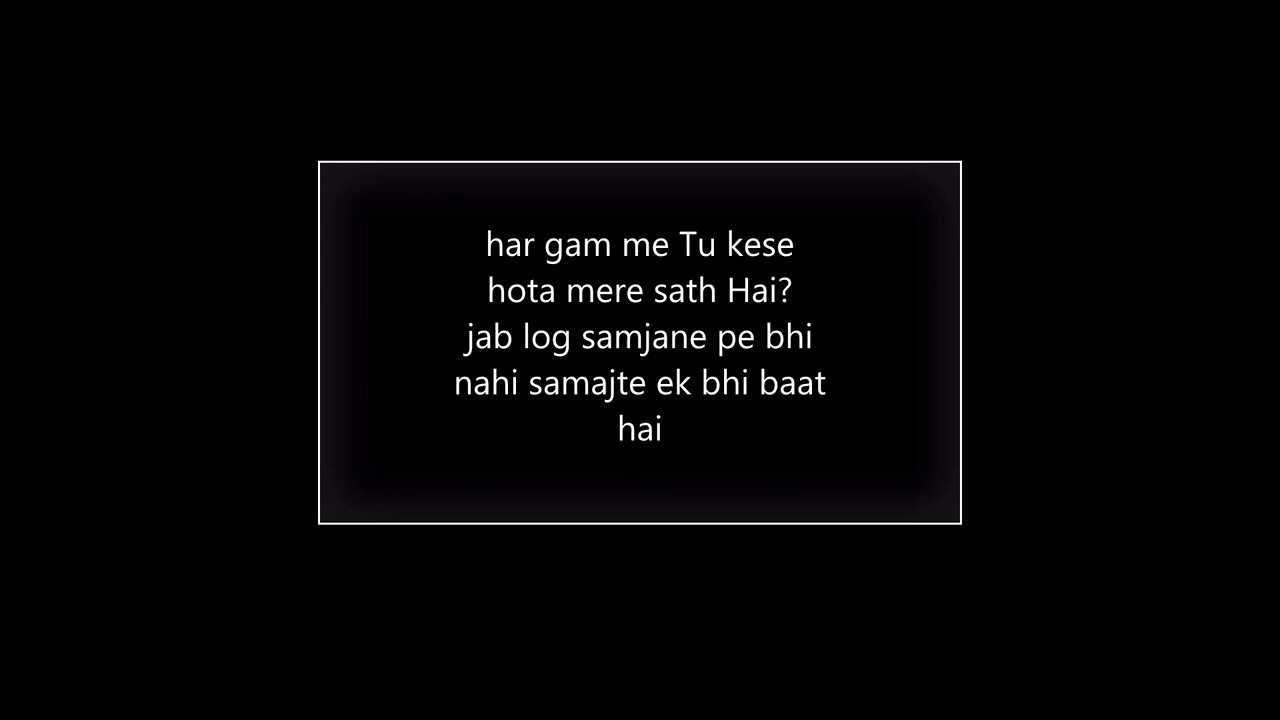 har gam me Tu kese
hota mere sath Hai?
jab log samjane pe bhi
nahi samajte ek bhi baat
hai